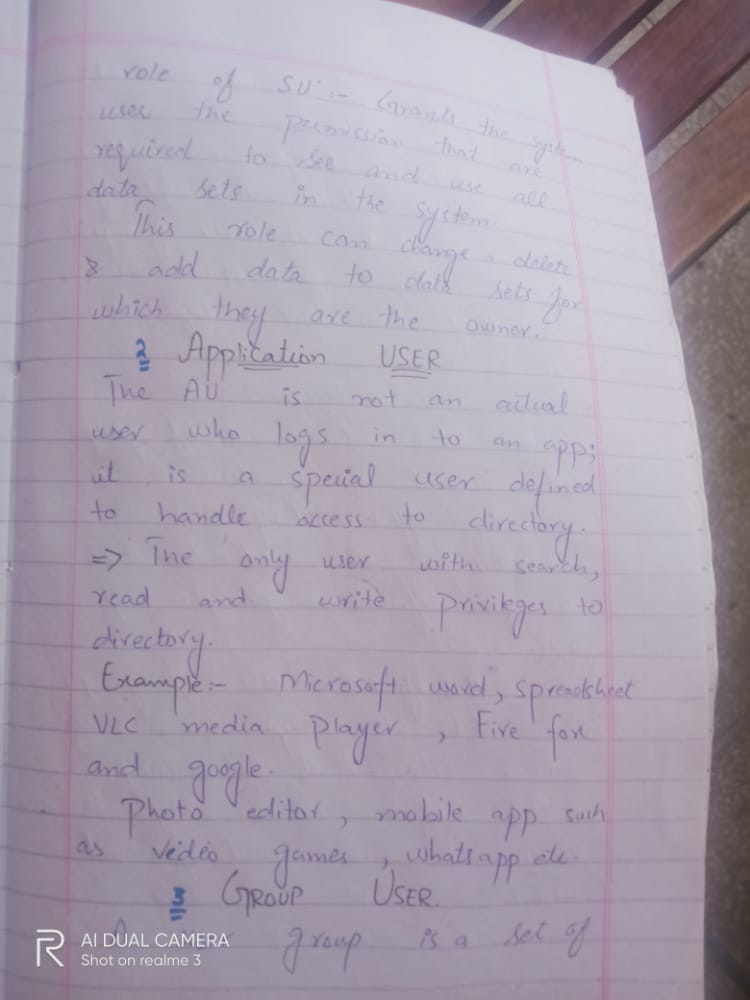 role of SU :- Grants the system
user the permission that are
required to see and use all
data sets in the system.
This role can change, delete
& add data to data sets for
which they are the owner.
2 Application USER
The AU is not an actual
user who logs in to an app;
it is a special user defined
to handle access to directory.
=> The only user with search,
read and write privileges to
directory.
Example:- Microsoft word, spreadsheet
VLC media player, Fire fox
and google.
Photo editor, mobile app such
as vedio games, whatsapp etc.
3 GROUP USER.
group is a set of
AI DUAL CAMERA
Shot on realme 3